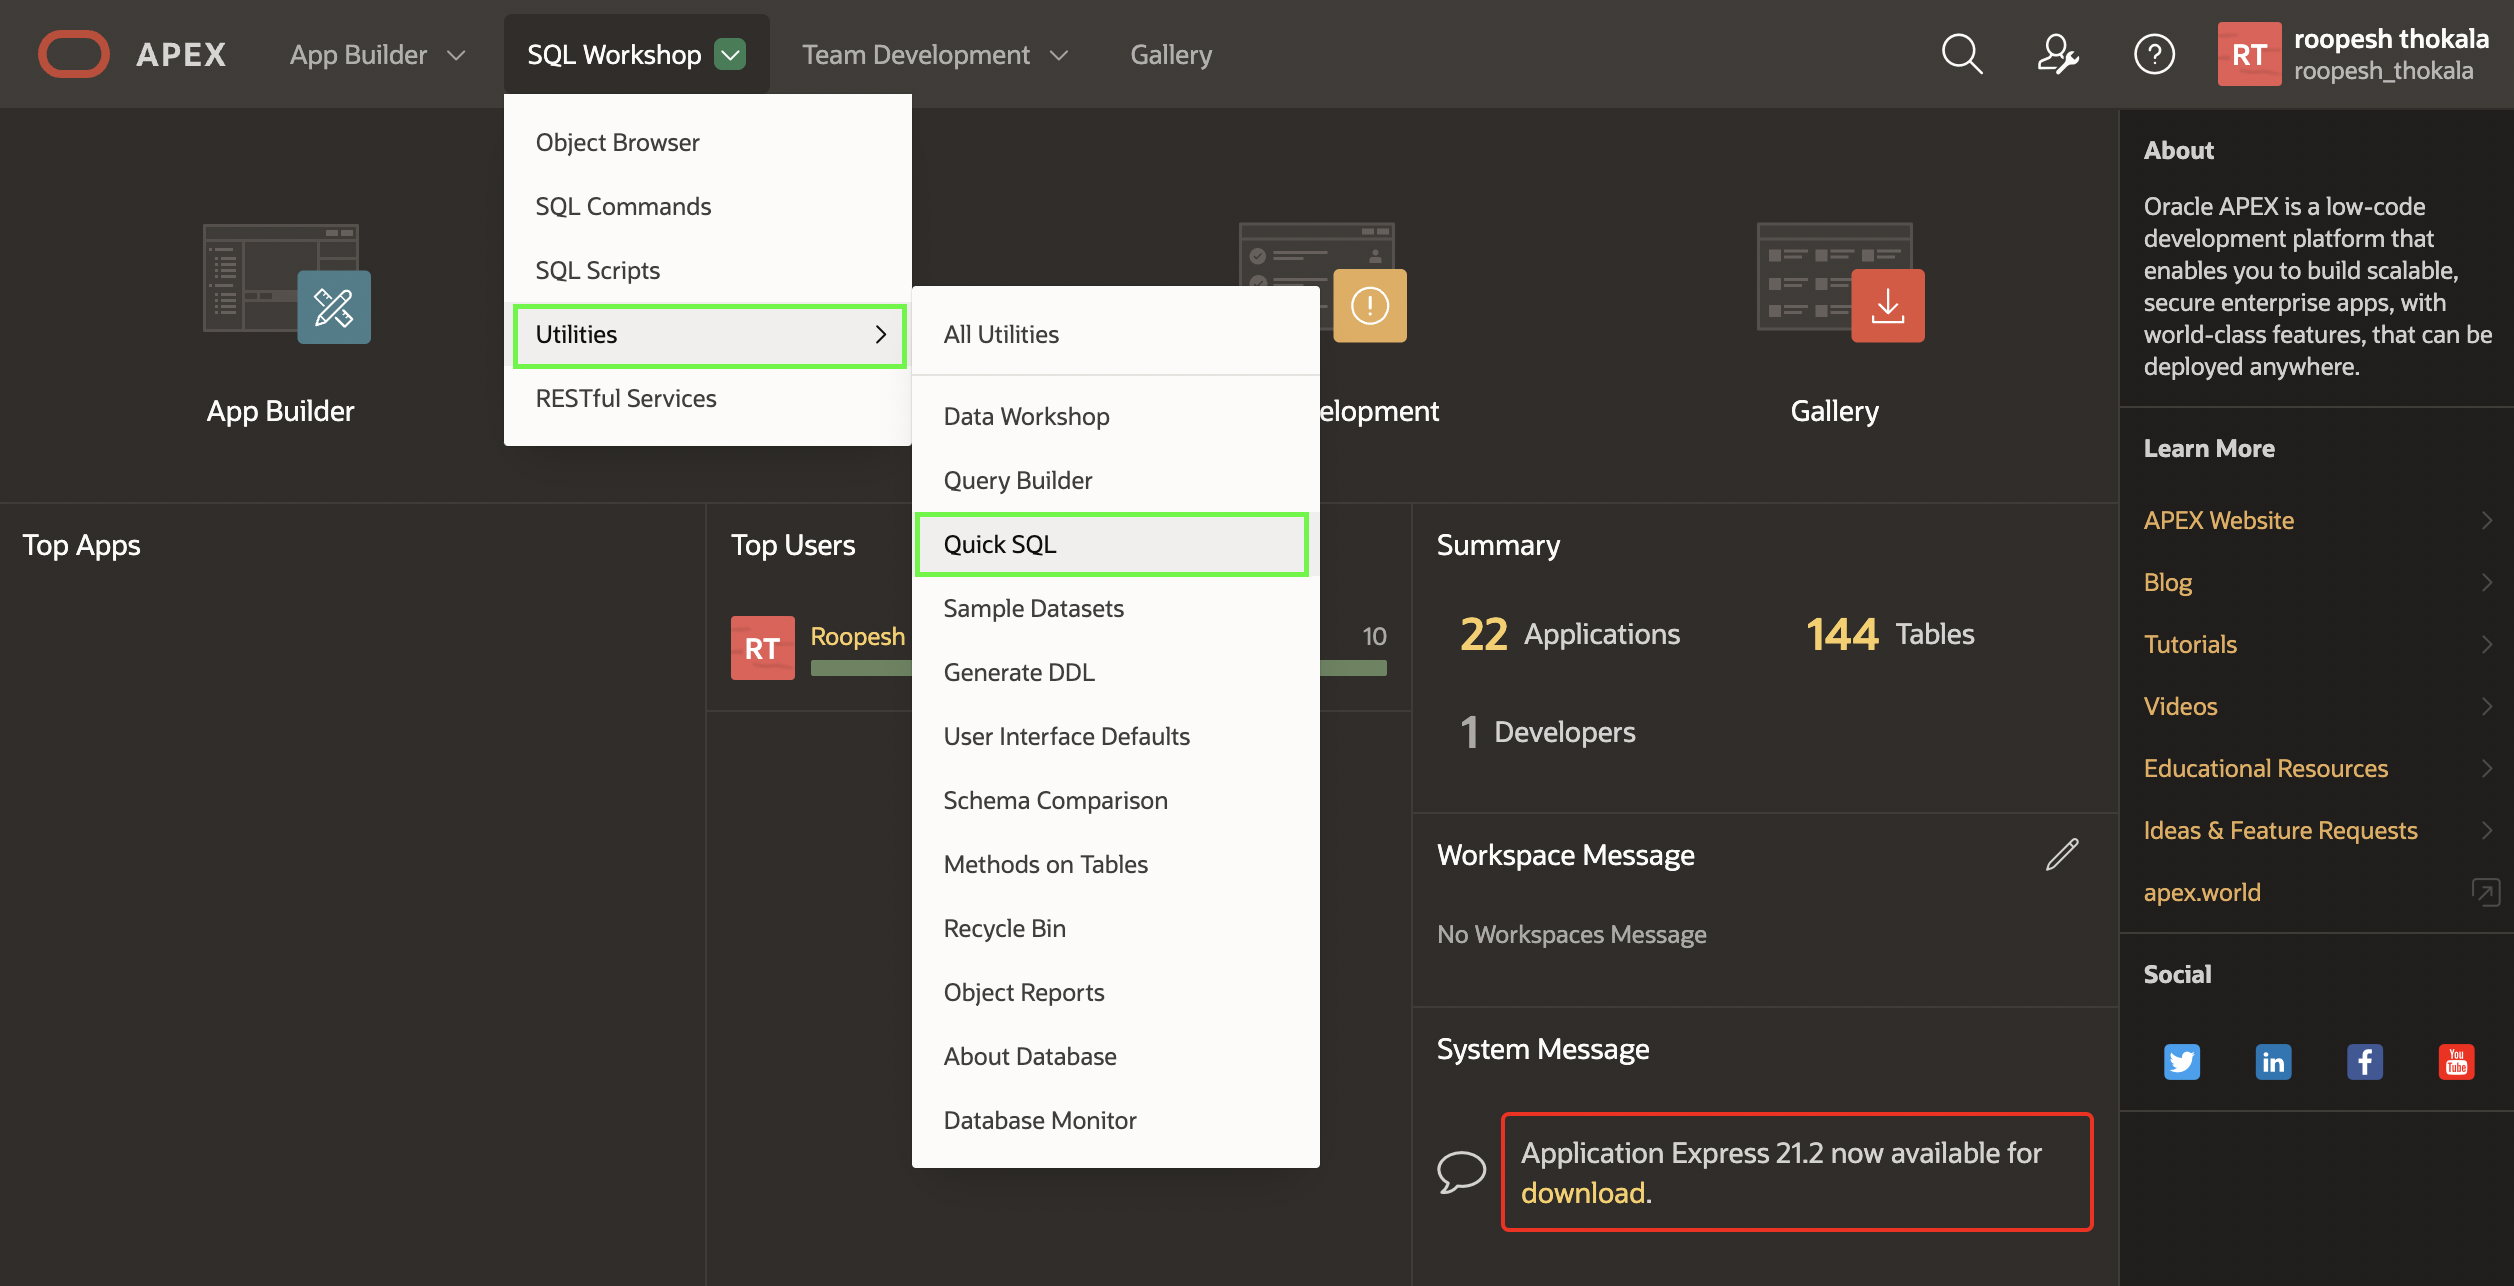 APEX
App Builder
SQL Workshop
Team Development
Gallery
?
RT
roopesh thokala
roopesh_thokala
Object Browser
SQL Commands
SQL Scripts
Utilities
RESTful Services
All Utilities
Data Workshop
Query Builder
Quick SQL
Sample Datasets
Generate DDL
User Interface Defaults
Schema Comparison
Methods on Tables
Recycle Bin
Object Reports
About Database
Database Monitor
App Builder
elopment
Gallery
Top Apps
Top Users
RT
Roopesh
10
Summary
22 Applications
144 Tables
1 Developers
Workspace Message
No Workspaces Message
System Message
Application Express 21.2 now available for
download.
About
Oracle APEX is a low-code
development platform that
enables you to build scalable,
secure enterprise apps, with
world-class features, that can be
deployed anywhere.
Learn More
APEX Website
Blog
Tutorials
Videos
Educational Resources
Ideas & Feature Requests
apex.world
Social
in
f
You
Tube